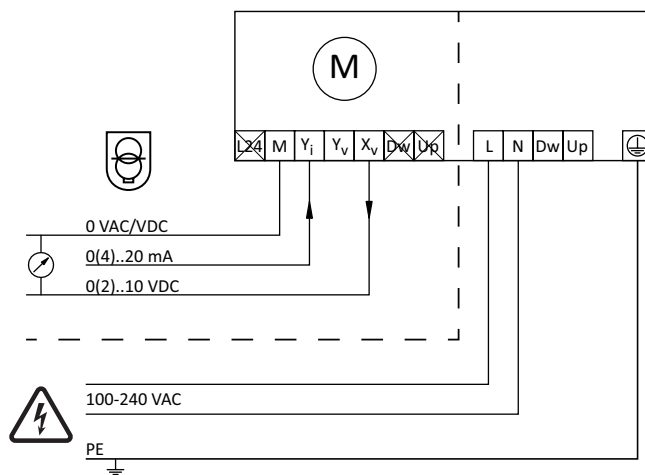 M
L24 M Yi Yv Xv Dw Up L N Dw Up
0 VAC/VDC
0(4)..20 mA
0(2)..10 VDC
100-240 VAC
PE